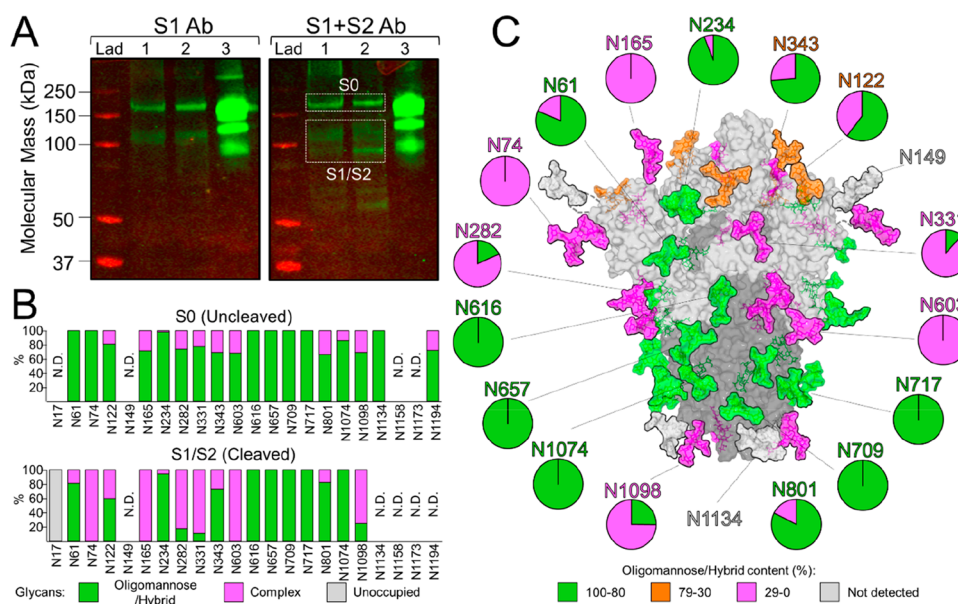 A
S1 Ab
S1+S2 Ab
Lad 1 2 3
Lad 1 2 3
Molecular Mass (kDa)
250
150
100
50
37
S0
S1/S2
B
S0 (Uncleaved)
%
100
80
60
40
20
N.D.
N.D.
N.D.
N.D.
N17 N61 N74 N122 N149 N165 N234 N282 N331 N343 N603 N616 N657 N709 N717 N801 N1074 N1098 N1134 N1158 N1173 N1194
S1/S2 (Cleaved)
%
100
80
60
40
20
N.D.
N.D.
N.D.
N.D.
N.D.
N17 N61 N74 N122 N149 N165 N234 N282 N331 N343 N603 N616 N657 N709 N717 N801 N1074 N1098 N1134 N1158 N1173 N1194
Glycans:
Oligomannose
/Hybrid
Complex
Unoccupied
C
N234
N165
N343
N61
N122
N74
N149
N282
N331
N616
N603
N657
N717
N1074
N709
N1098
N1134
N801
Oligomannose/Hybrid content (%):
100-80
79-30
29-0
Not detected